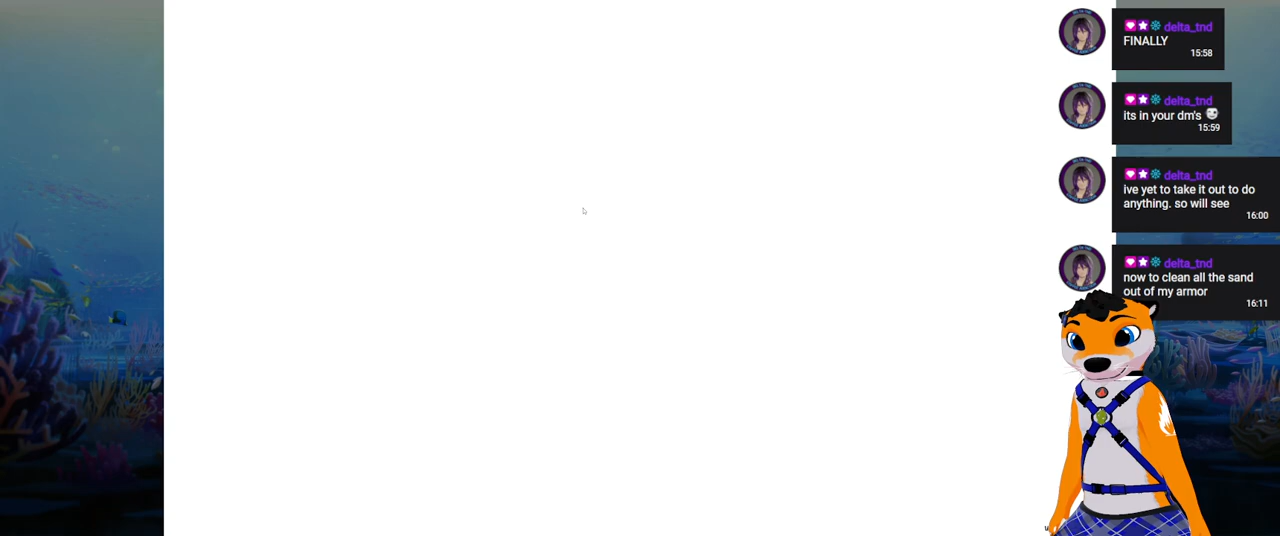 delta_tnd
FINALLY
15:58
delta_tnd
its in your dm's
15:59
delta_tnd
ive yet to take it out to do
anything. so will see
16:00
delta_tnd
now to clean all the sand
out of my armor
16:11